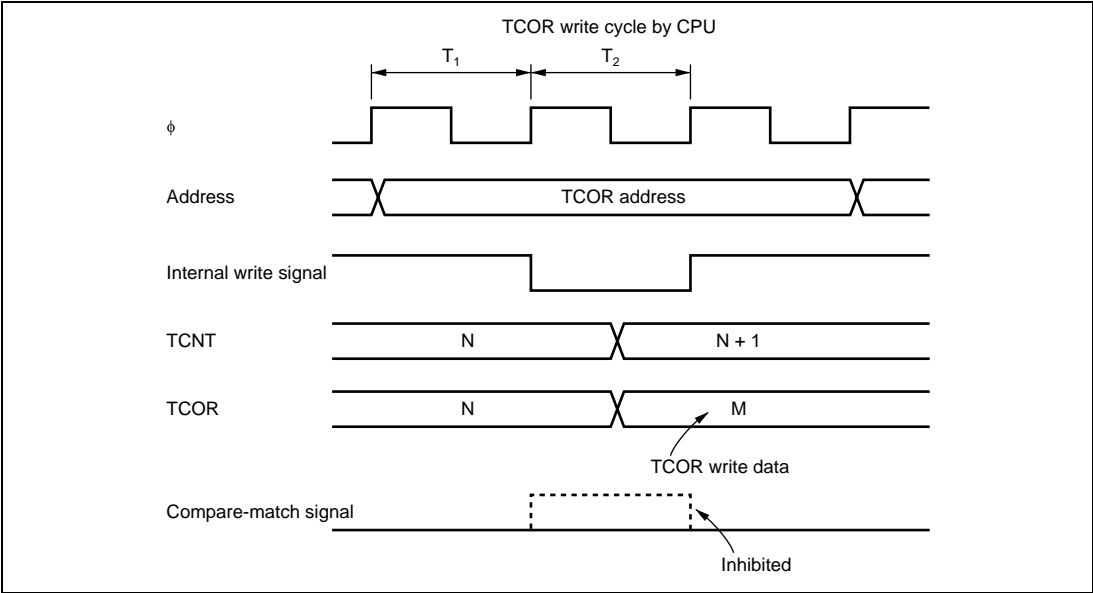 TCOR write cycle by CPU
T1 T2
ϕ
Address TCOR address
Internal write signal
TCNT N N + 1
TCOR N M
TCOR write data
Compare-match signal
Inhibited